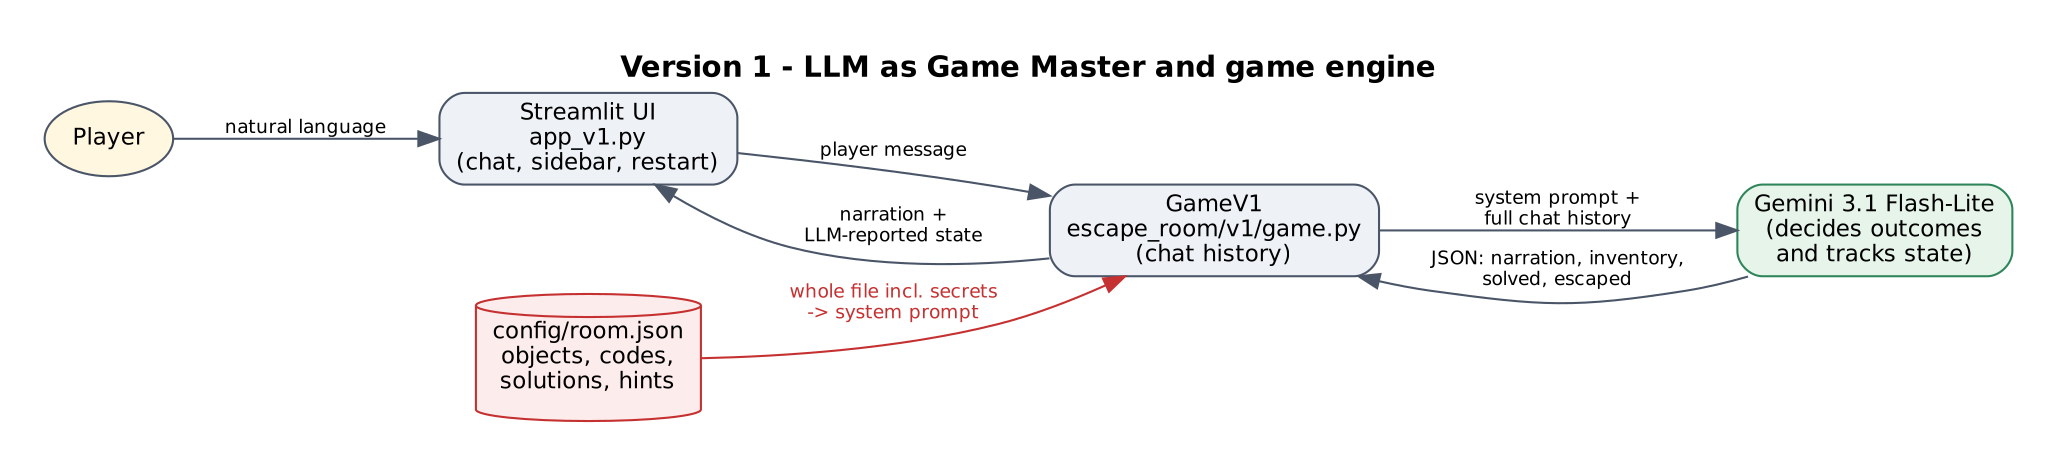 Version 1 - LLM as Game Master and game engine
Player
natural language
Streamlit UI
app_v1.py
(chat, sidebar, restart)
player message
narration +
LLM-reported state
GameV1
escape_room/v1/game.py
(chat history)
system prompt +
full chat history
JSON: narration, inventory,
solved, escaped
Gemini 3.1 Flash-Lite
(decides outcomes
and tracks state)
whole file incl. secrets
-> system prompt
config/room.json
objects, codes,
solutions, hints